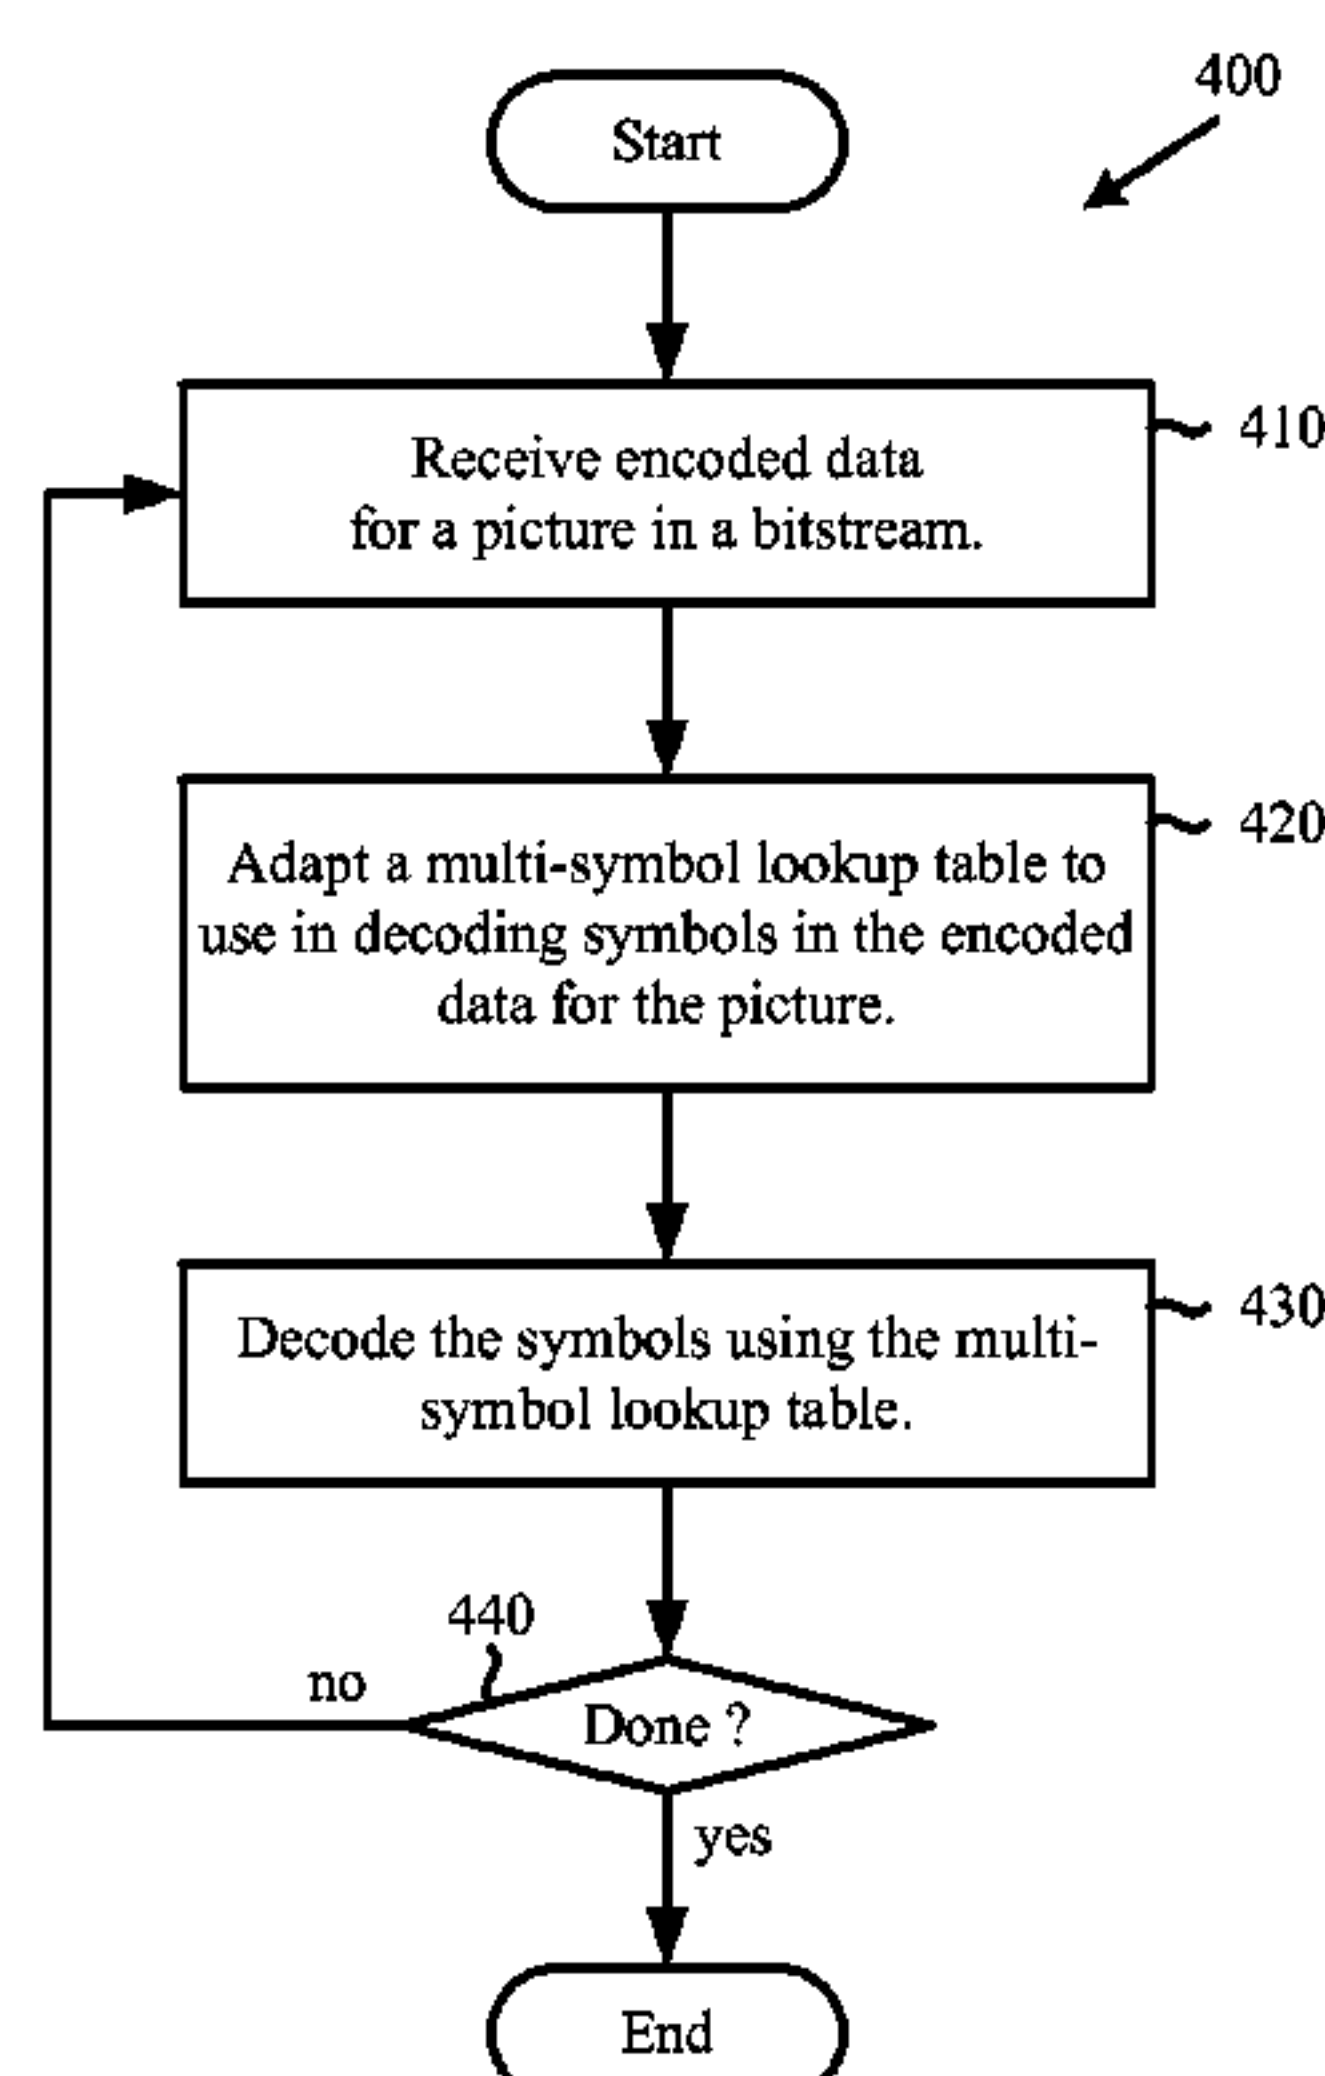 400
Start
410
Receive encoded data
for a picture in a bitstream.
420
Adapt a multi-symbol lookup table to
use in decoding symbols in the encoded
data for the picture.
430
Decode the symbols using the multi-
symbol lookup table.
440
no
Done ?
yes
End